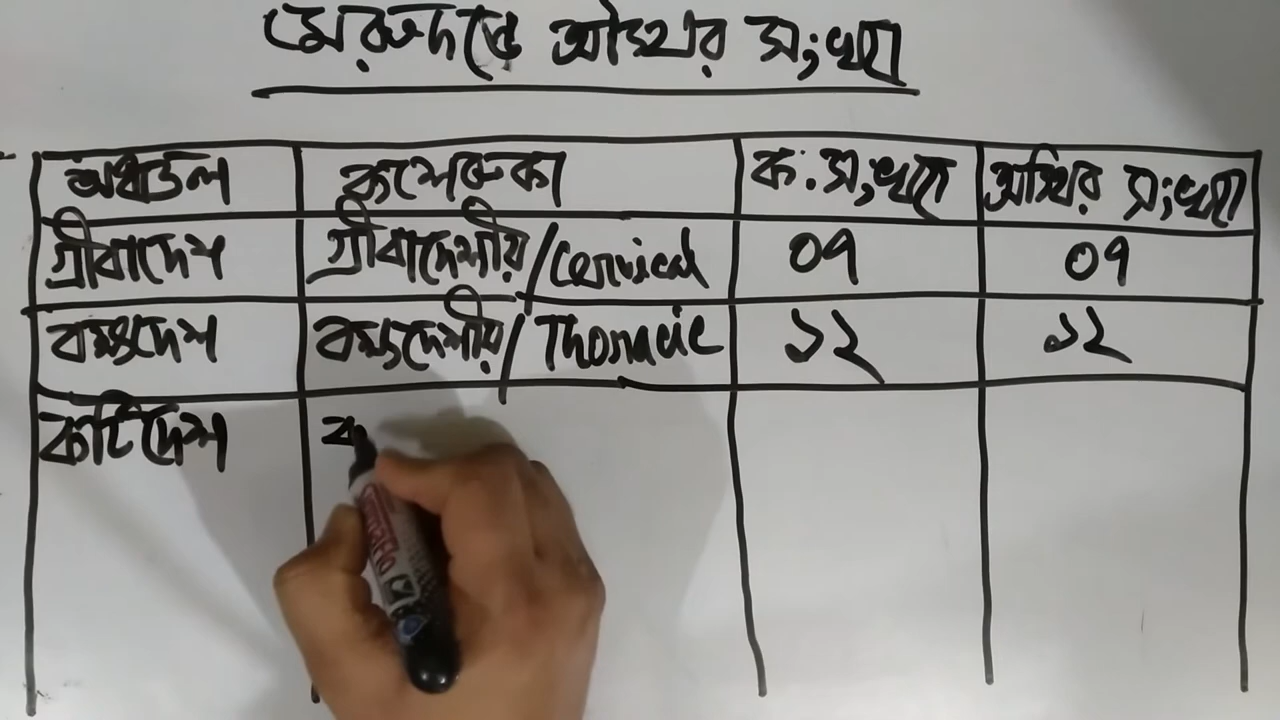 মেরুদণ্ডে অস্থির সংখ্যা
অঞ্চল কশেরুকা ক: সংখ্যা অস্থির সংখ্যা
গ্রীবাদেশ গ্রীবাদেশীয়/Cervical ০৭ ০৭
বক্ষদেশ বক্ষদেশীয়/Thoracic ১২ ১২
কটিদেশ ক